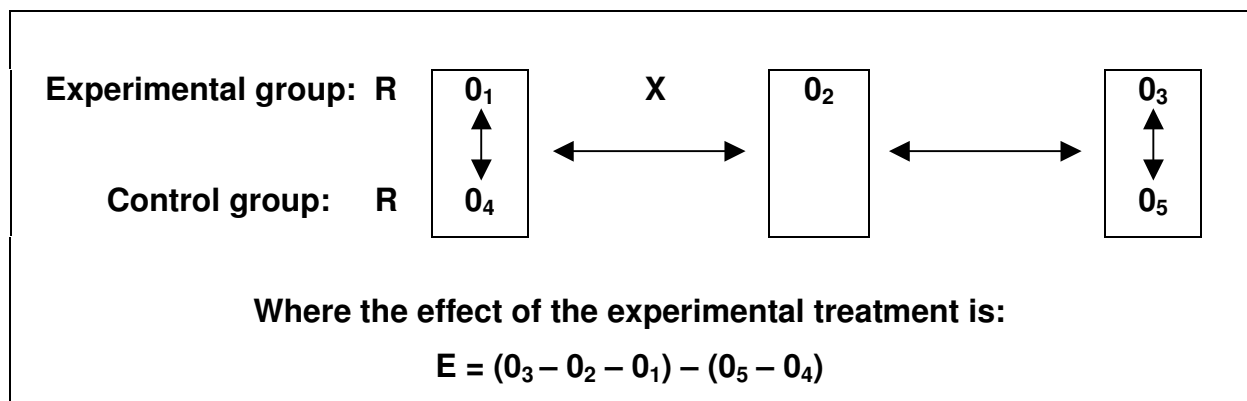 Experimental group: R 0₁ X 0₂ 0₃
Control group: R 0₄ 0₅
Where the effect of the experimental treatment is:
E = (0₃ – 0₂ – 0₁) – (0₅ – 0₄)